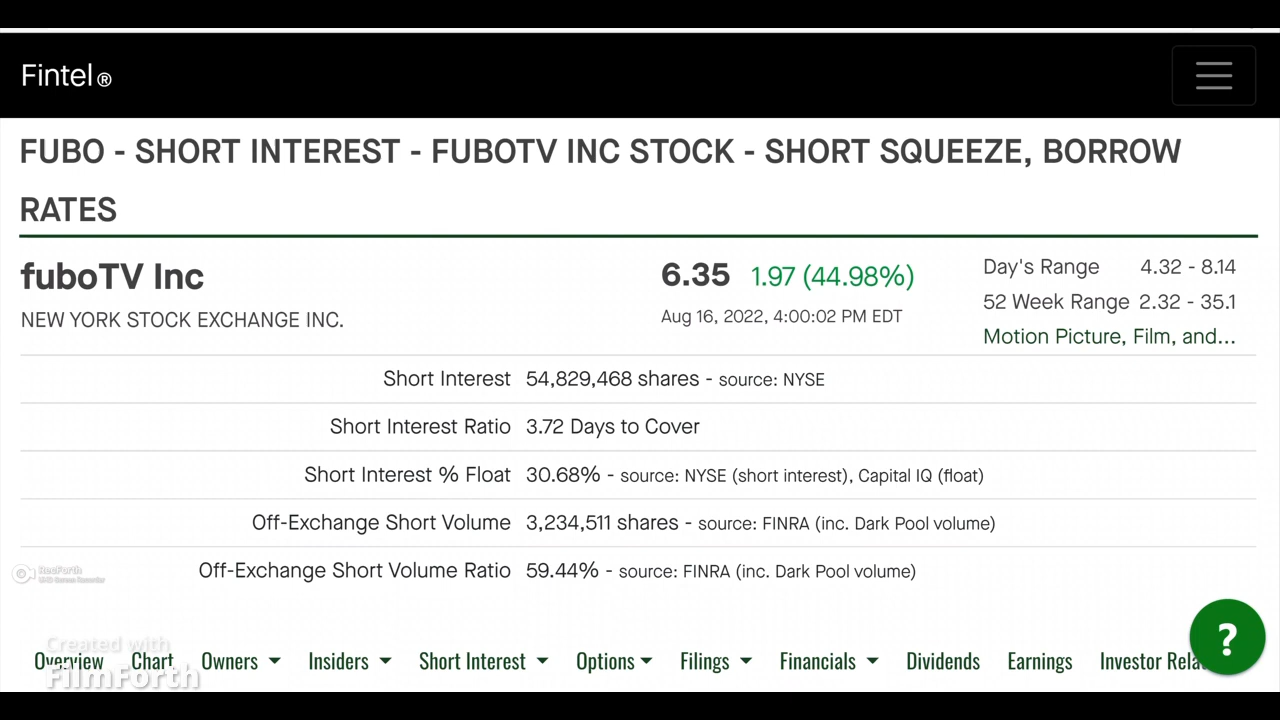 Fintel®
FUBO - SHORT INTEREST - FUBOTV INC STOCK - SHORT SQUEEZE, BORROW
RATES
fuboTV Inc
6.35 1.97 (44.98%)
Day's Range 4.32 - 8.14
NEW YORK STOCK EXCHANGE INC.
Aug 16, 2022, 4:00:02 PM EDT
52 Week Range 2.32 - 35.1
Motion Picture, Film, and...
Short Interest 54,829,468 shares - source: NYSE
Short Interest Ratio 3.72 Days to Cover
Short Interest % Float 30.68% - source: NYSE (short interest), Capital IQ (float)
Off-Exchange Short Volume 3,234,511 shares - source: FINRA (inc. Dark Pool volume)
Off-Exchange Short Volume Ratio 59.44% - source: FINRA (inc. Dark Pool volume)
RecForth
?
Created with
Overview Chart Owners Insiders Short Interest Options Filings Financials Dividends Earnings Investor Rela
FilmForth